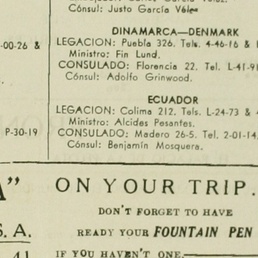 Cónsul: Justo García Vélez
DINAMARCA—DENMARK
-00-26 &
LEGACION: Puebla 326. Tels. 4-46-16 &
Ministro: Fin Lund.
CONSULADO: Florencia 22. Tel. L-41-9
Cónsul: Adolfo Grinwood.
ECUADOR
LEGACION: Colima 212. Tels. L-24-73 & 4
Ministro: Alcides Pesantes.
P-30-19
CONSULADO: Madero 26-5. Tel. 2-01-14.
Cónsul: Benjamín Mosquera.
A"
ON YOUR TRIP.
DON'T FORGET TO HAVE
S. A.
READY YOUR FOUNTAIN PEN
41
IF YOU HAVEN'T ONE.